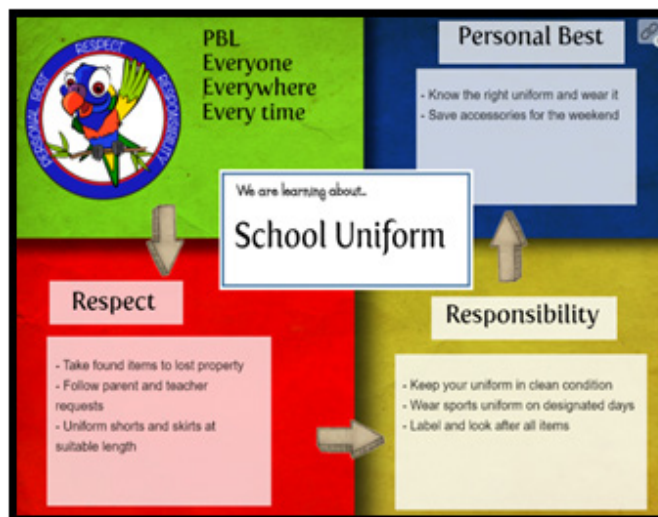 PERSONAL BEST
RESPECT
RESPONSIBILITY
PBL
Everyone
Everywhere
Every time
We are learning about..
School Uniform
Respect
- Take found items to lost property
- Follow parent and teacher
requests
- Uniform shorts and skirts at
suitable length
Responsibility
- Keep your uniform in clean condition
- Wear sports uniform on designated days
- Label and look after all items
Personal Best
- Know the right uniform and wear it
- Save accessories for the weekend